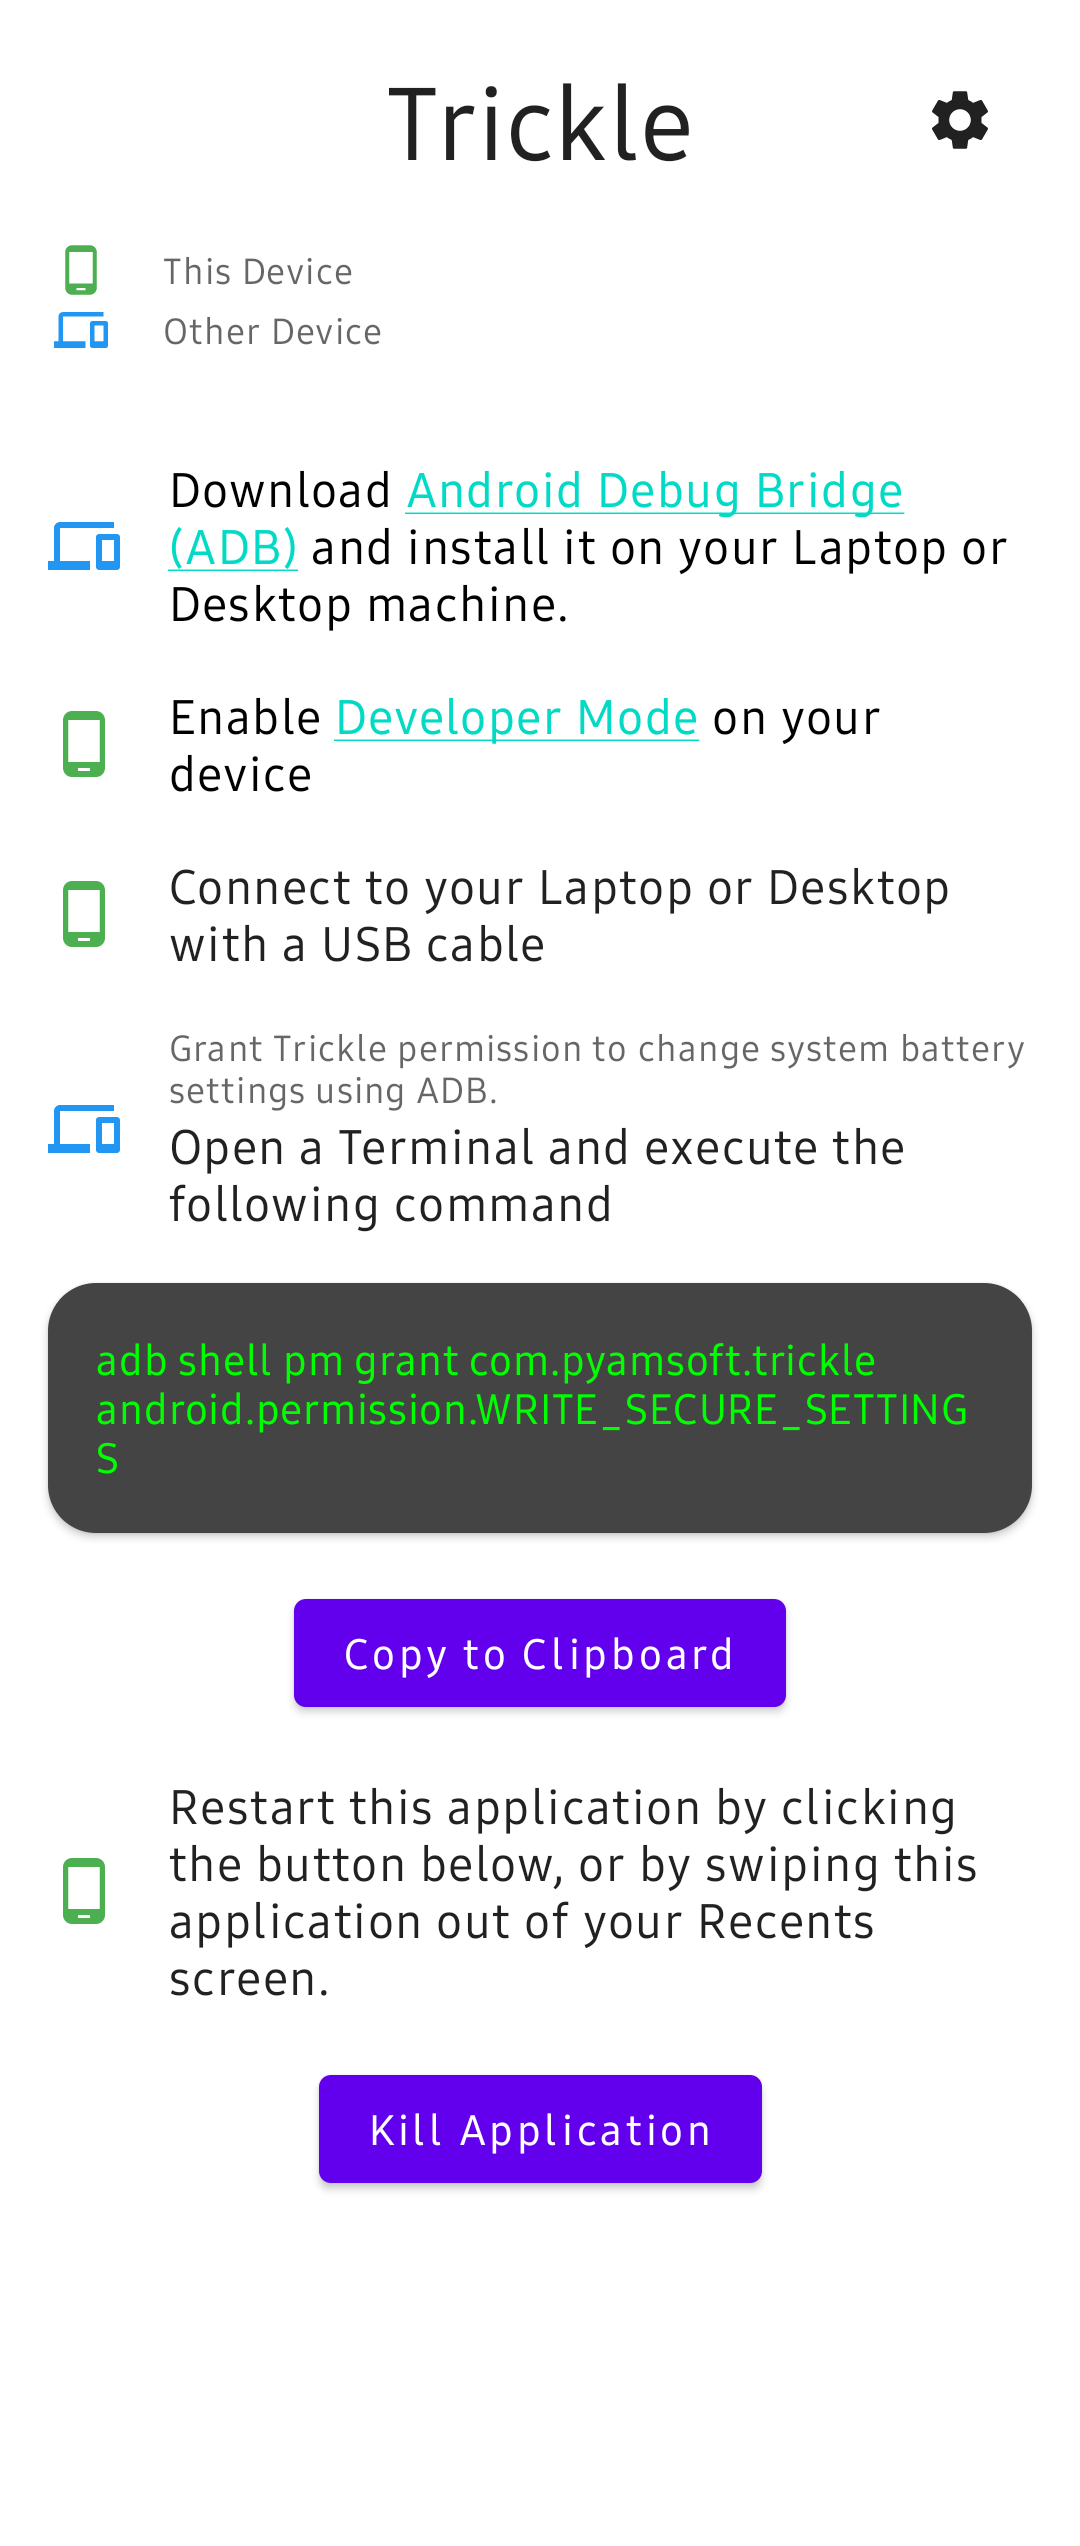 Trickle
This Device
Other Device
Download Android Debug Bridge
(ADB) and install it on your Laptop or
Desktop machine.
Enable Developer Mode on your
device
Connect to your Laptop or Desktop
with a USB cable
Grant Trickle permission to change system battery
settings using ADB.
Open a Terminal and execute the
following command
adb shell pm grant com.pyamsoft.trickle
android.permission.WRITE_SECURE_SETTING
S
Copy to Clipboard
Restart this application by clicking
the button below, or by swiping this
application out of your Recents
screen.
Kill Application